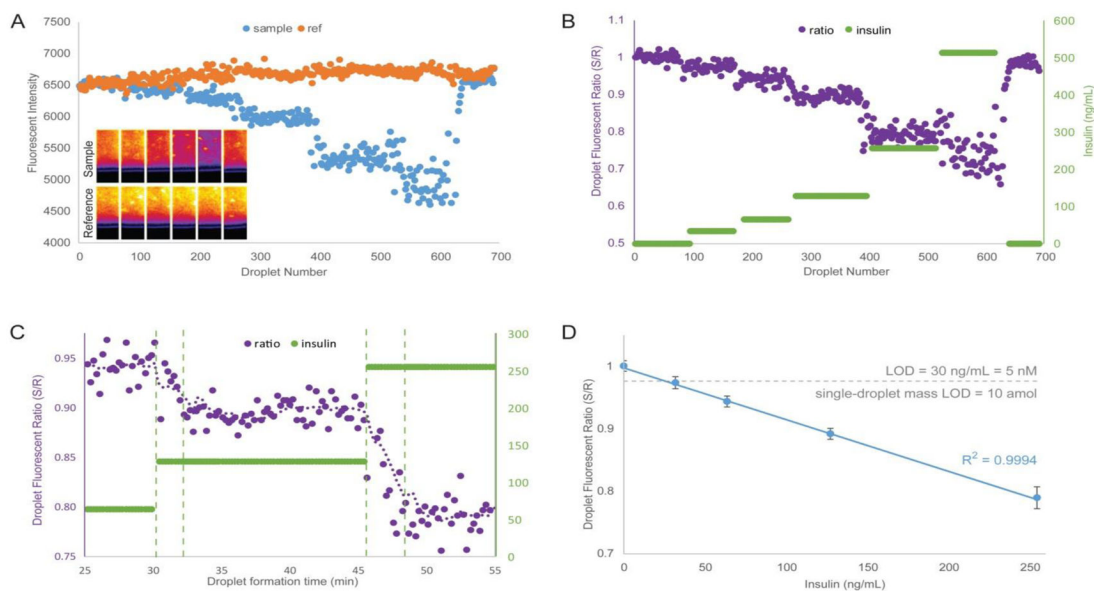 A
sample ref
7500
7000
6500
6000
5500
5000
4500
4000
Fluorescent Intensity
Sample
Reference
0 100 200 300 400 500 600 700
Droplet Number
B
ratio insulin
1.1
1
0.9
0.8
0.7
0.6
0.5
Droplet Fluorescent Ratio (S/R)
600
500
400
300
200
100
0
Insulin (ng/mL)
0 100 200 300 400 500 600 700
Droplet Number
C
ratio insulin
0.95
0.90
0.85
0.80
0.75
Droplet Fluorescent Ratio (S/R)
300
250
200
150
100
50
0
25 30 35 40 45 50 55
Droplet formation time (min)
D
1
0.9
0.8
0.7
Droplet Fluorescent Ratio (S/R)
LOD = 30 ng/mL = 5 nM
single-droplet mass LOD = 10 amol
R² = 0.9994
0 50 100 150 200 250
Insulin (ng/mL)